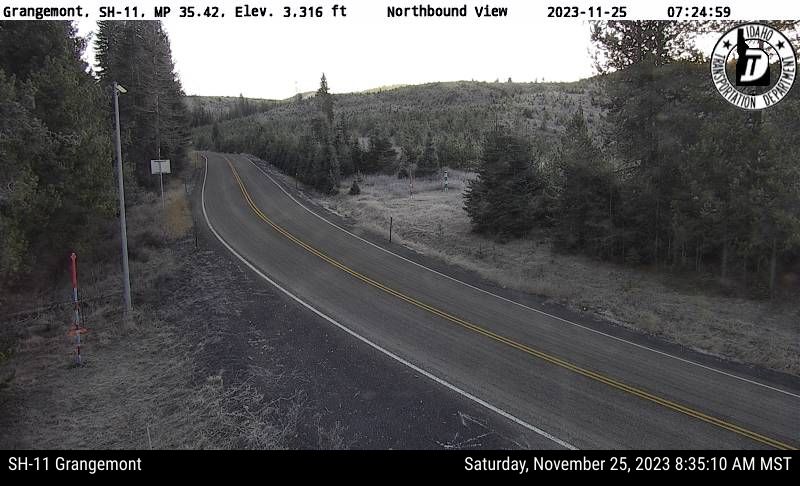 Grangemont, SH-11, MP 35.42, Elev. 3,316 ft Northbound View 2023-11-25 07:24:59
IDAHO
TRANSPORTATION DEPARTMENT
SH-11 Grangemont Saturday, November 25, 2023 8:35:10 AM MST